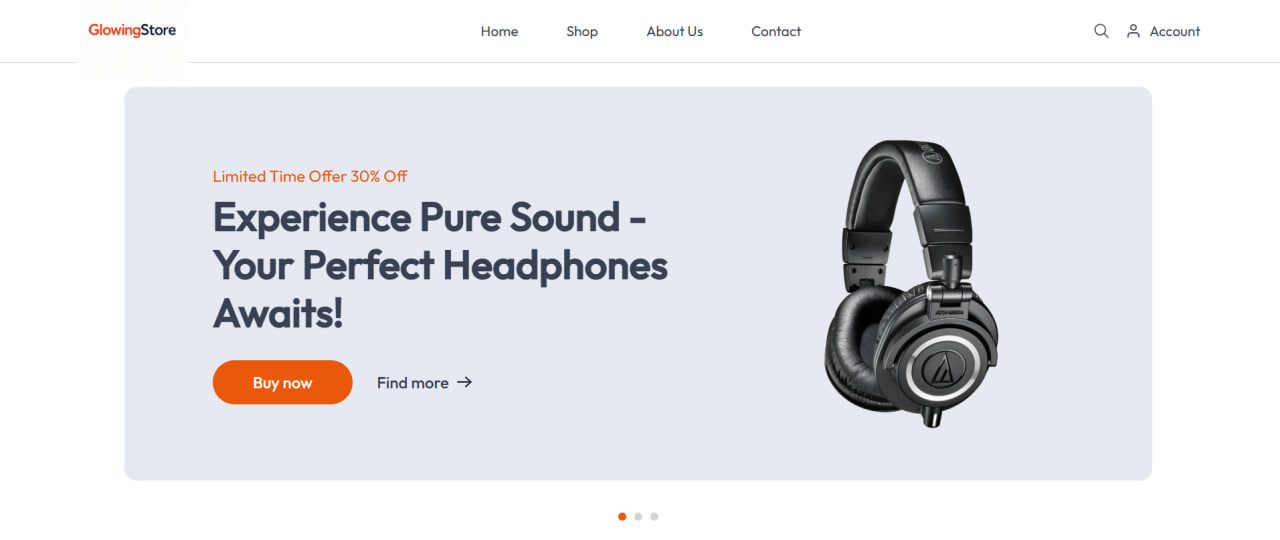 GlowingStore
Home
Shop
About Us
Contact
Account
Limited Time Offer 30% Off
Experience Pure Sound -
Your Perfect Headphones
Awaits!
Buy now
Find more